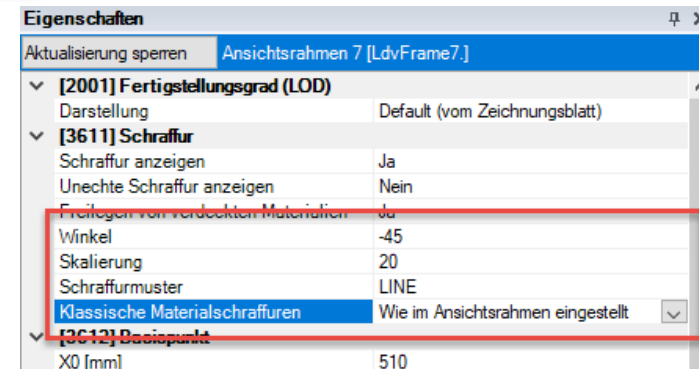 Eigenschaften
Aktualisierung sperren Ansichtsrahmen 7 [LdvFrame7.]
[2001] Fertigstellungsgrad (LOD)
Darstellung Default (vom Zeichnungsblatt)
[3611] Schraffur
Schraffur anzeigen Ja
Unechte Schraffur anzeigen Nein
Freilegen von verdeckten Materialien Ja
Winkel -45
Skalierung 20
Schraffurmuster LINE
Klassische Materialschraffuren Wie im Ansichtsrahmen eingestellt
[3612] Basispunkt
X0 [mm] 510